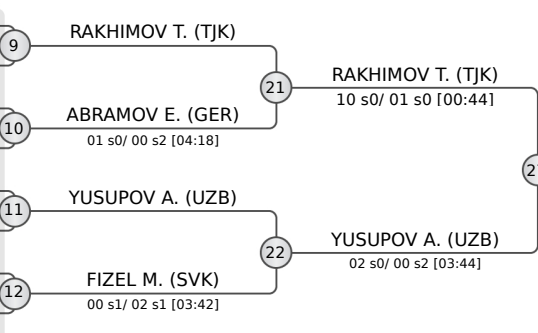 9
RAKHIMOV T. (TJK)
21
RAKHIMOV T. (TJK)
10 s0/ 01 s0 [00:44]
10
ABRAMOV E. (GER)
01 s0/ 00 s2 [04:18]
11
YUSUPOV A. (UZB)
22
YUSUPOV A. (UZB)
02 s0/ 00 s2 [03:44]
12
FIZEL M. (SVK)
00 s1/ 02 s1 [03:42]